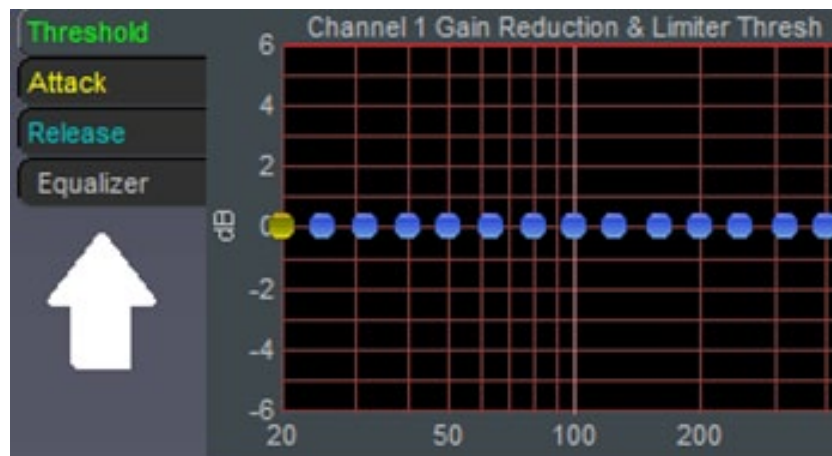 Threshold
Attack
Release
Equalizer
Channel 1 Gain Reduction & Limiter Thresh
dB
6
4
2
0
-2
-4
-6
20 50 100 200